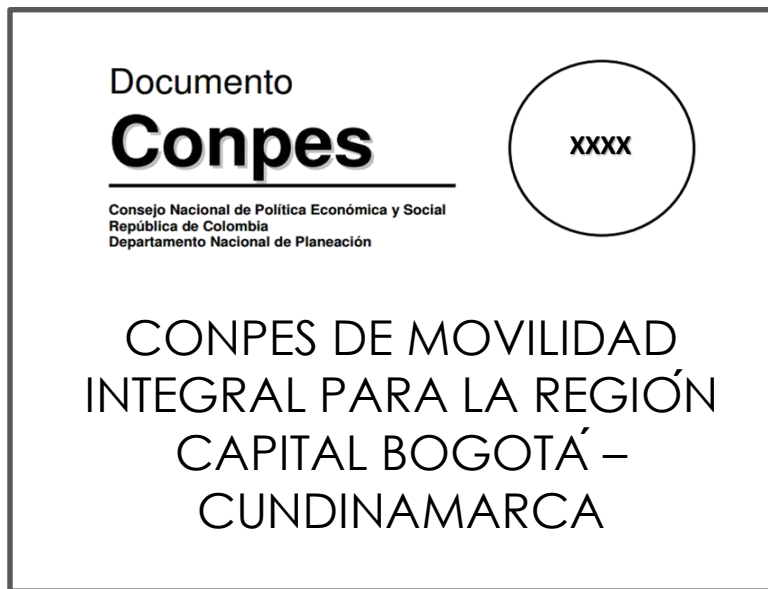 Documento
Conpes
XXXX
Consejo Nacional de Política Económica y Social
República de Colombia
Departamento Nacional de Planeación
CONPES DE MOVILIDAD
INTEGRAL PARA LA REGIÓN
CAPITAL BOGOTÁ –
CUNDINAMARCA